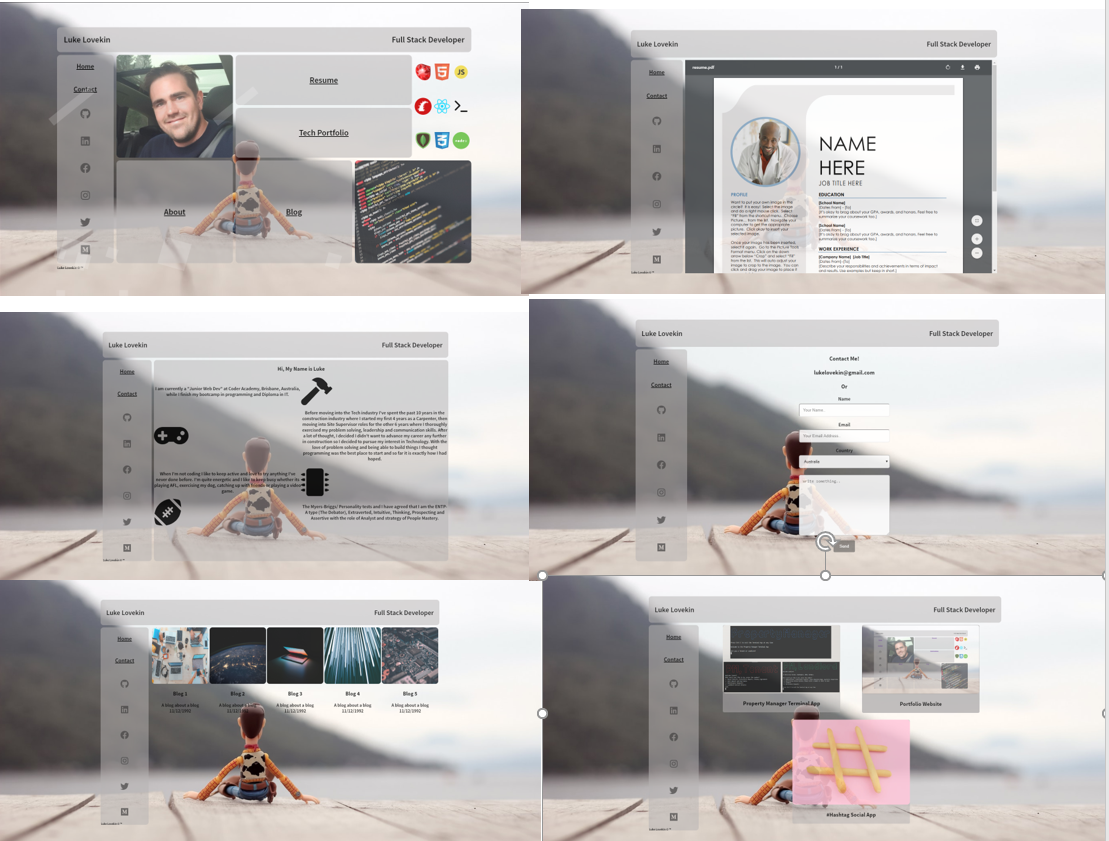 Luke Lovekin Full Stack Developer
Home
Contact
Resume
Tech Portfolio
About
Blog
JS
5
3
Luke Lovekin Full Stack Developer
Home
Contact
resume.pdf 1 / 1
NAME
HERE
JOB TITLE HERE
PROFILE
EDUCATION
[School Name]
[School Name]
WORK EXPERIENCE
[Company Name] [Job Title]
Luke Lovekin Full Stack Developer
Home
Contact
Hi, My Name is Luke
I am currently a "Junior Web Dev" at Coder Academy, Brisbane, Australia,
while I finish my bootcamp in programming and Diploma in IT.
Before moving into the Tech industry I've spent the past 10 years in the
construction industry where I started my first 4 years as a Carpenter, then
moving into Site Supervisor roles for the other 6 years where I thoroughly
exercised my problem solving, leadership and communication skills. After
a lot of thought, I decided I didn't want to advance my career any further
in construction so I decided to pursue my interest in Technology. With the
love of problem solving and being able to build things I thought
programming was the best place to start and so far it is exactly how I had
hoped.
When I'm not coding I like to keep active and love to try anything I've
never done before. I'm quite energetic and I like to keep busy whether its
playing AFL, exercising my dog, catching up with friends or playing a video
game.
The Myers-Briggs' Personality tests and I have agreed that I am the ENTP-
A type (The Debator), Extraverted, Intuitive, Thinking, Prospecting and
Assertive with the role of Analyst and strategy of People Mastery.
Luke Lovekin Full Stack Developer
Home
Contact
Contact Me!
lukelovekin@gmail.com
Or
Name
Your Name
Email
Your Email Address..
Country
Australia
Write something..
Send
Luke Lovekin Full Stack Developer
Home
Contact
Blog 1 Blog 2 Blog 3 Blog 4 Blog 5
A blog about a blog A blog about a blog A blog about a blog A blog about a blog A blog about a blog
11/12/1992 11/12/1992 11/12/1992 11/12/1992 11/12/1992
Luke Lovekin Full Stack Developer
Home
Contact
Property Manager Terminal App
Portfolio Website
#Hashtag Social App